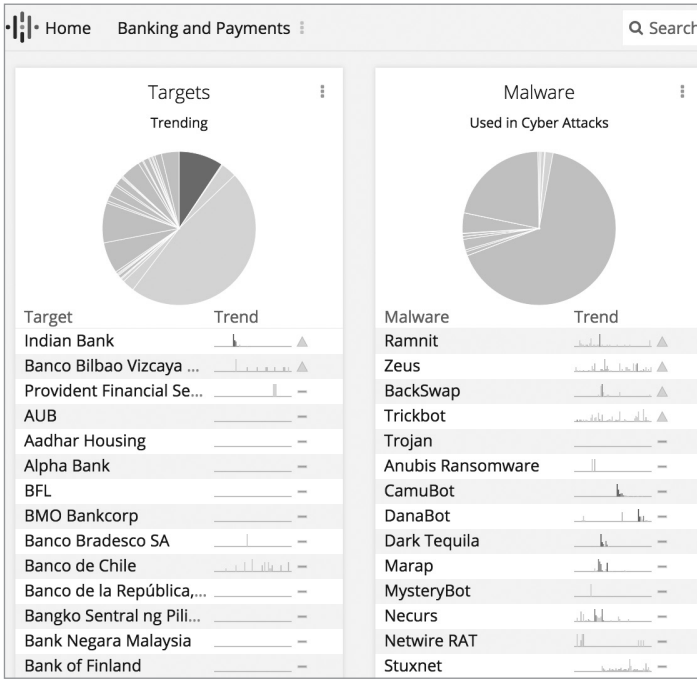 Home Banking and Payments Search
Targets
Trending
Target Trend
Indian Bank
Banco Bilbao Vizcaya ...
Provident Financial Se...
AUB
Aadhar Housing
Alpha Bank
BFL
BMO Bankcorp
Banco Bradesco SA
Banco de Chile
Banco de la República,...
Bangko Sentral ng Pili...
Bank Negara Malaysia
Bank of Finland
Malware
Used in Cyber Attacks
Malware Trend
Ramnit
Zeus
BackSwap
Trickbot
Trojan
Anubis Ransomware
CamuBot
DanaBot
Dark Tequila
Marap
MysteryBot
Necurs
Netwire RAT
Stuxnet